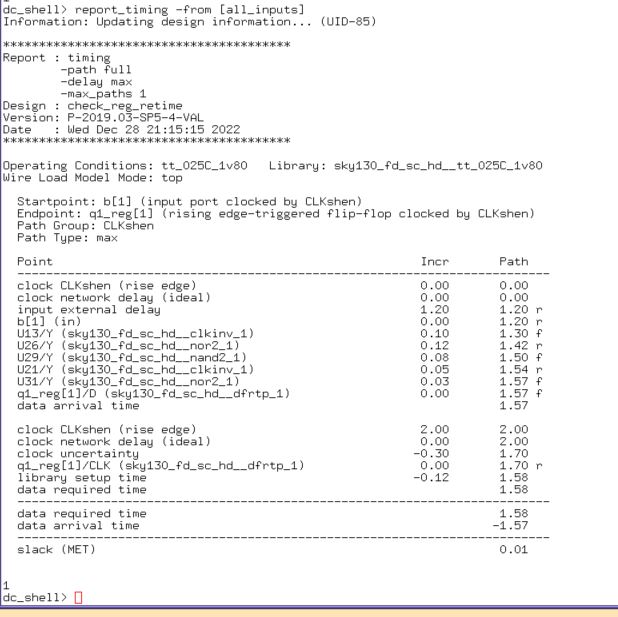 1
dc_shell> report_timing -from [all_inputs]
Information: Updating design information... (UID-85)
****************************************
Report : timing
-path full
-delay max
-max_paths 1
Design : check_reg_retime
Version: P-2019.03-SP5-4-VAL
Date : Wed Dec 28 21:15:15 2022
****************************************
Operating Conditions: tt_025C_1v80 Library: sky130_fd_sc_hd__tt_025C_1v80
Wire Load Model Mode: top
Startpoint: b[1] (input port clocked by CLKshen)
Endpoint: q1_reg[1] (rising edge-triggered flip-flop clocked by CLKshen)
Path Group: CLKshen
Path Type: max
Point Incr Path
--------------------------------------------------------------------------
clock CLKshen (rise edge) 0.00 0.00
clock network delay (ideal) 0.00 0.00
input external delay 1.20 1.20 r
b[1] (in) 0.00 1.20 r
U13/Y (sky130_fd_sc_hd__clkinv_1) 0.10 1.30 f
U26/Y (sky130_fd_sc_hd__nor2_1) 0.12 1.42 r
U29/Y (sky130_fd_sc_hd__nand2_1) 0.08 1.50 f
U21/Y (sky130_fd_sc_hd__clkinv_1) 0.05 1.54 r
U31/Y (sky130_fd_sc_hd__nor2_1) 0.03 1.57 f
q1_reg[1]/D (sky130_fd_sc_hd__dfrtp_1) 0.00 1.57 f
data arrival time 1.57
clock CLKshen (rise edge) 2.00 2.00
clock network delay (ideal) 0.00 2.00
clock uncertainty -0.30 1.70
q1_reg[1]/CLK (sky130_fd_sc_hd__dfrtp_1) 0.00 1.70 r
library setup time -0.12 1.58
data required time 1.58
--------------------------------------------------------------------------
data required time 1.58
data arrival time -1.57
--------------------------------------------------------------------------
slack (MET) 0.01
1
dc_shell>